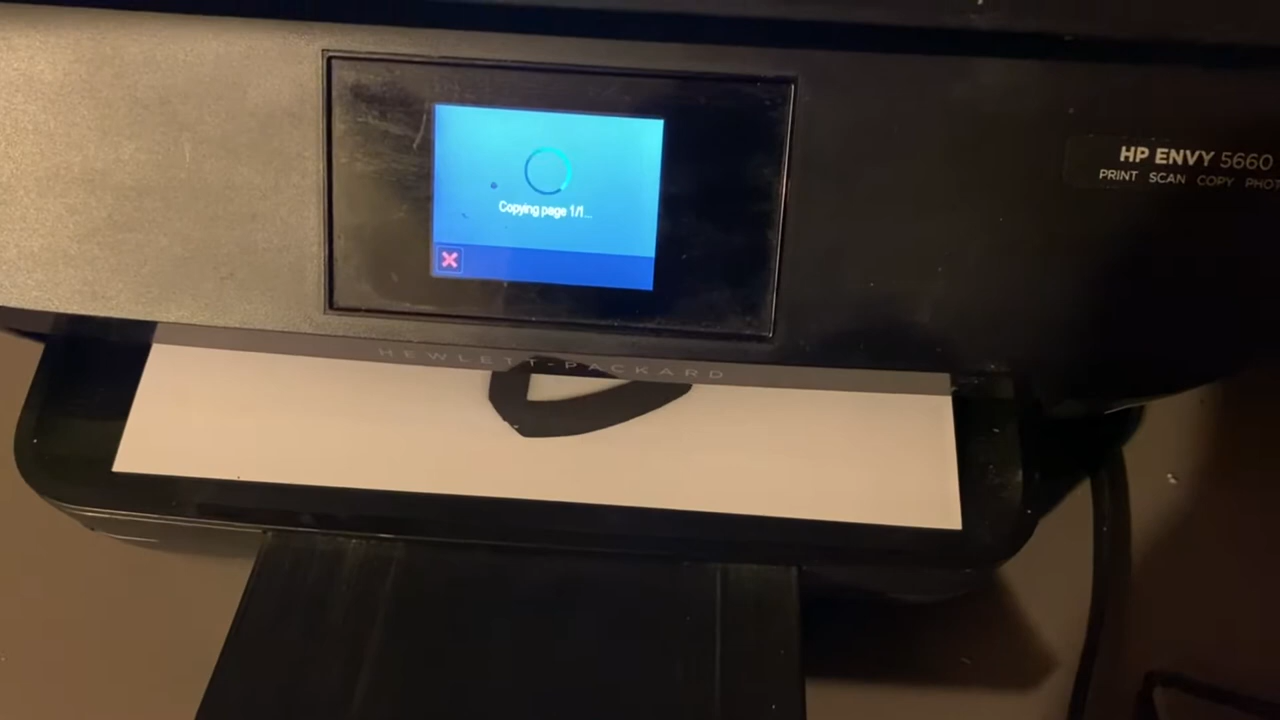 Copying page 1/1...
HP ENVY 5660
PRINT SCAN COPY
HEWLETT-PACKARD